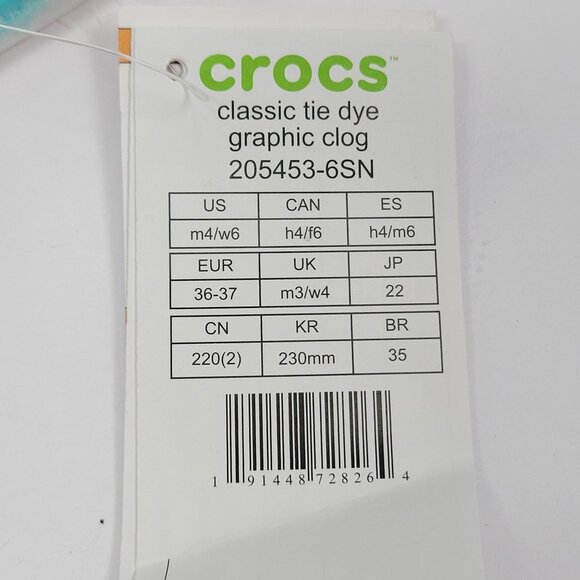 crocs™
classic tie dye
graphic clog
205453-6SN
US CAN ES
m4/w6 h4/f6 h4/m6
EUR UK JP
36-37 m3/w4 22
CN KR BR
220(2) 230mm 35
1 91448 72826 4